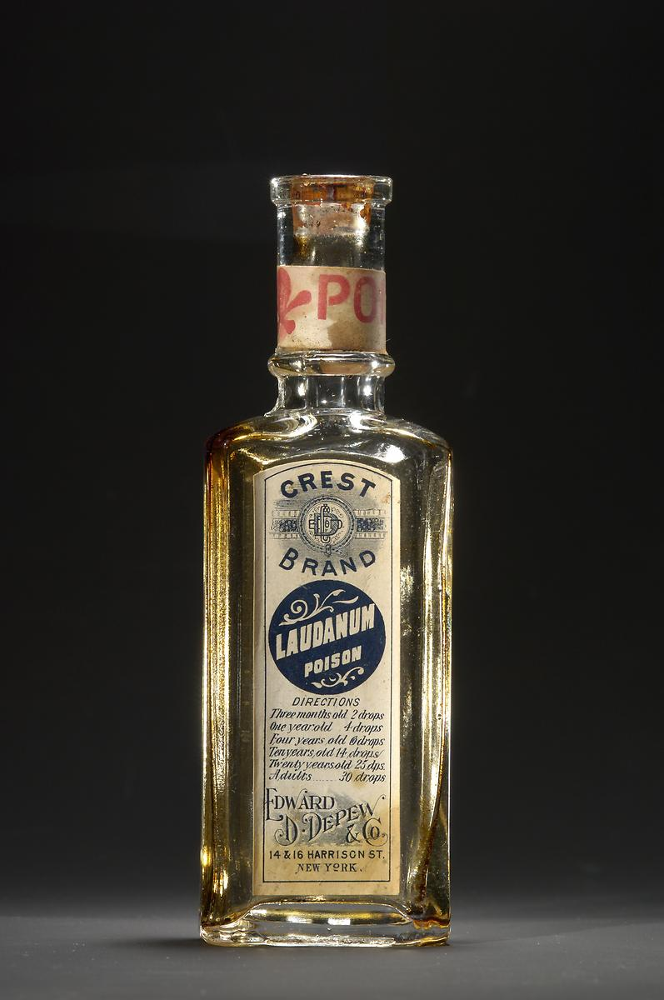 POI
CREST
BRAND
LAUDANUM
POISON
DIRECTIONS
Three months old 2 drops
One year old 4 drops
Four years old 6 drops
Ten years old 14 drops
Twenty years old 25 dps.
Adults ..... 30 drops
EDWARD
D. DEPEW
& Co.
14 & 16 HARRISON ST.
NEW YORK.